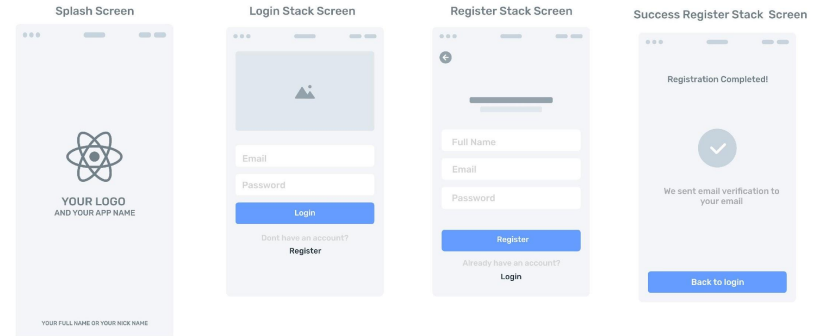 Splash Screen
YOUR LOGO
AND YOUR APP NAME
YOUR FULL NAME OR YOUR NICK NAME
Login Stack Screen
Email
Password
Login
Dont have an account?
Register
Register Stack Screen
Full Name
Email
Password
Register
Already have an account?
Login
Success Register Stack Screen
Registration Completed!
We sent email verification to
your email
Back to login